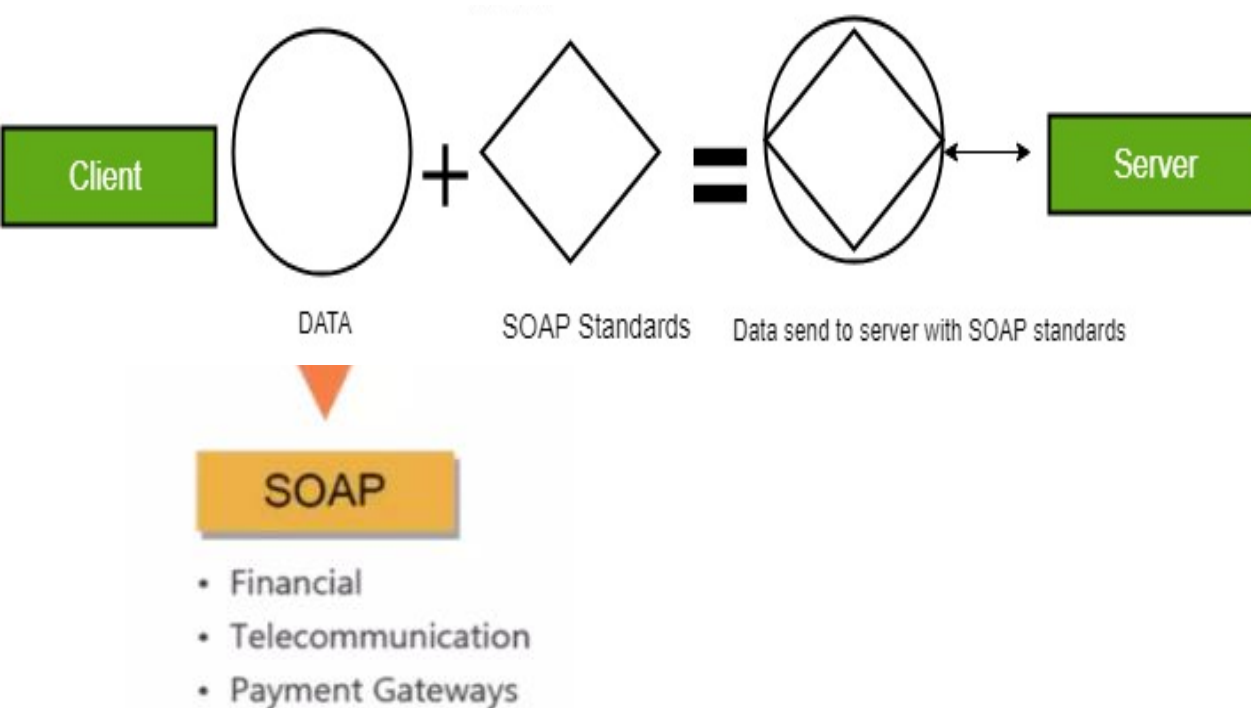 Client
Server
DATA
SOAP Standards
Data send to server with SOAP standards
SOAP
• Financial
• Telecommunication
• Payment Gateways